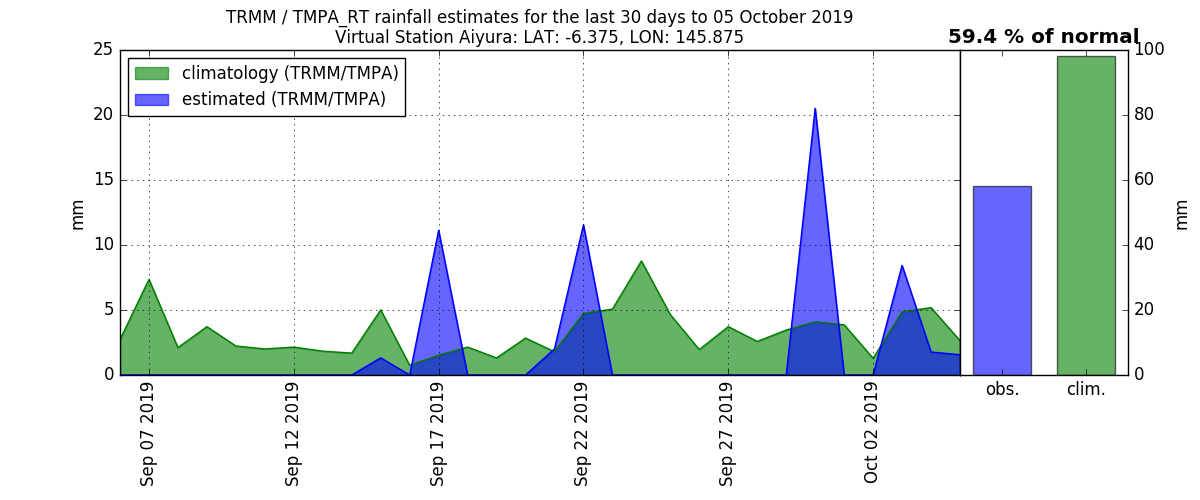 TRMM / TMPA_RT rainfall estimates for the last 30 days to 05 October 2019
Virtual Station Aiyura: LAT: -6.375, LON: 145.875
59.4 % of normal
climatology (TRMM/TMPA)
estimated (TRMM/TMPA)
mm
25
20
15
10
5
0
Sep 07 2019
Sep 12 2019
Sep 17 2019
Sep 22 2019
Sep 27 2019
Oct 02 2019
obs.
clim.
100
80
60
40
20
0
mm